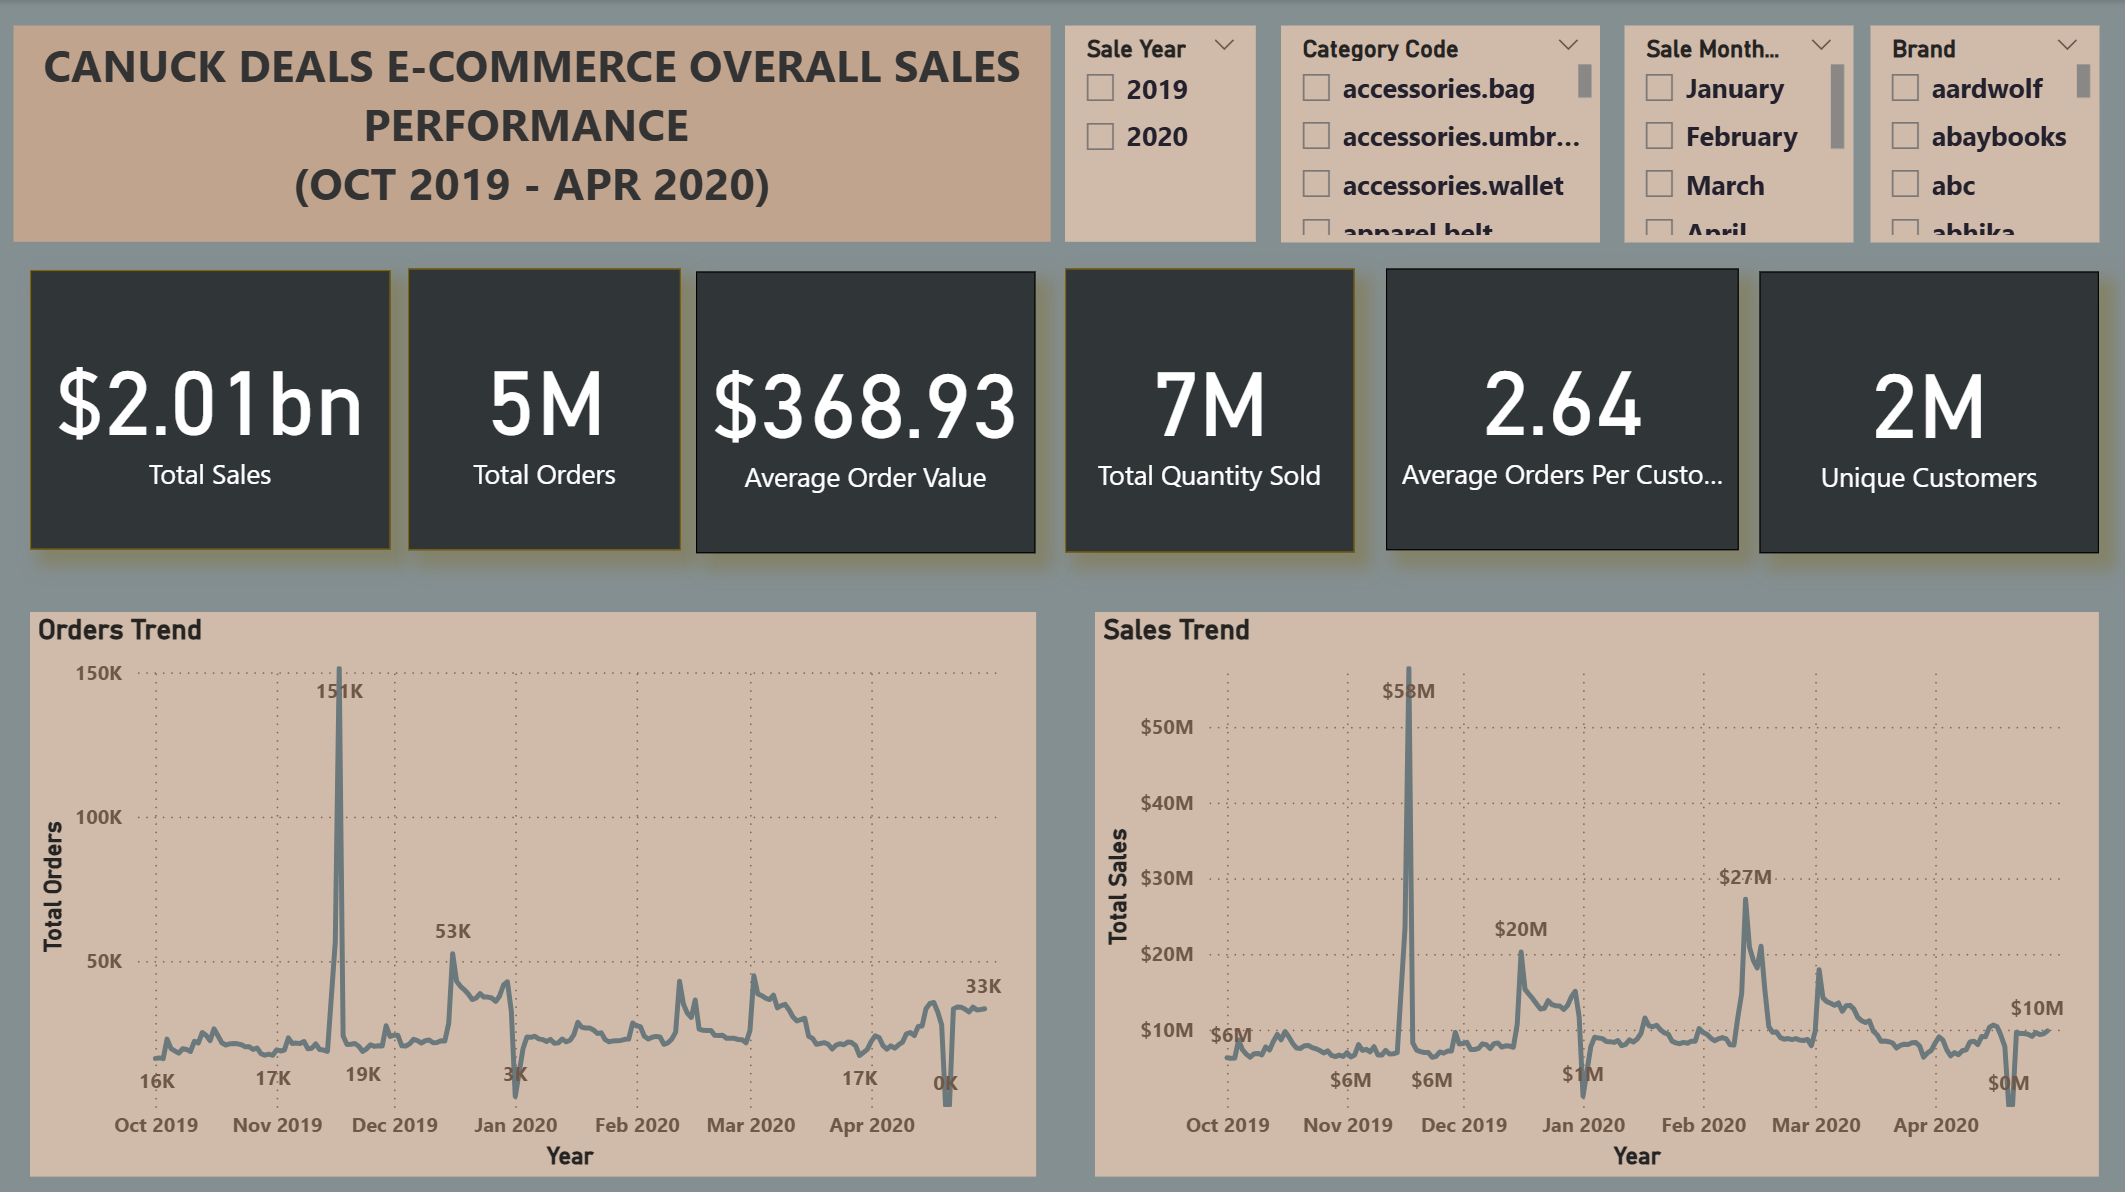 CANUCK DEALS E-COMMERCE OVERALL SALES
PERFORMANCE
(OCT 2019 - APR 2020)
Sale Year
2019
2020
Category Code
accessories.bag
accessories.umbr...
accessories.wallet
apparel.belt
Sale Month...
January
February
March
April
Brand
aardwolf
abaybooks
abc
abhika
$2.01bn
Total Sales
5M
Total Orders
$368.93
Average Order Value
7M
Total Quantity Sold
2.64
Average Orders Per Custo...
2M
Unique Customers
Orders Trend
Total Orders
150K
100K
50K
151K
53K
33K
16K
17K
19K
3K
17K
0K
Oct 2019
Nov 2019
Dec 2019
Jan 2020
Feb 2020
Mar 2020
Apr 2020
Year
Sales Trend
Total Sales
$50M
$40M
$30M
$20M
$10M
$58M
$27M
$20M
$10M
$6M
$6M
$6M
$1M
$0M
Oct 2019
Nov 2019
Dec 2019
Jan 2020
Feb 2020
Mar 2020
Apr 2020
Year